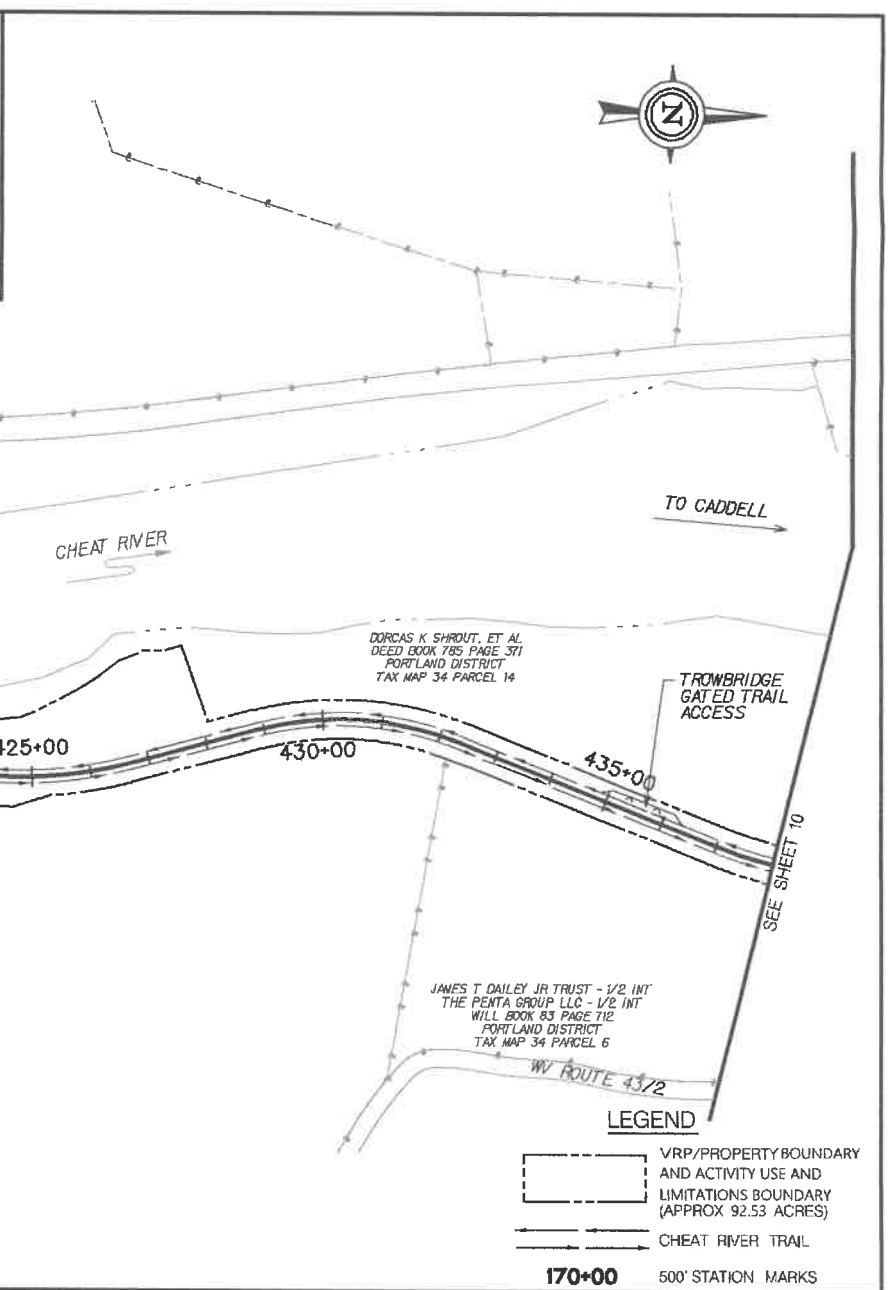 N
TO CADDELL
CHEAT RIVER
DORCAS K SHROUT, ET AL
DEED BOOK 785 PAGE 371
PORTLAND DISTRICT
TAX MAP 34 PARCEL 14
TROWBRIDGE
GATED TRAIL
ACCESS
425+00
430+00
435+00
SEE SHEET 10
JAMES T DAILEY JR TRUST - 1/2 INT
THE PENTA GROUP LLC - 1/2 INT
WILL BOOK 83 PAGE 712
PORTLAND DISTRICT
TAX MAP 34 PARCEL 6
WV ROUTE 43/2
LEGEND
VRP/PROPERTY BOUNDARY
AND ACTIVITY USE AND
LIMITATIONS BOUNDARY
(APPROX 92.53 ACRES)
CHEAT RIVER TRAIL
170+00 500' STATION MARKS